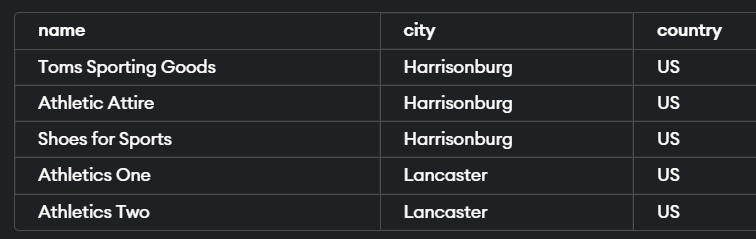 name city country
Toms Sporting Goods Harrisonburg US
Athletic Attire Harrisonburg US
Shoes for Sports Harrisonburg US
Athletics One Lancaster US
Athletics Two Lancaster US